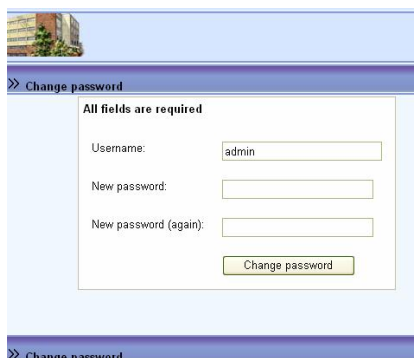 » Change password
All fields are required
Username:
admin
New password:
New password (again):
Change password
» Change password